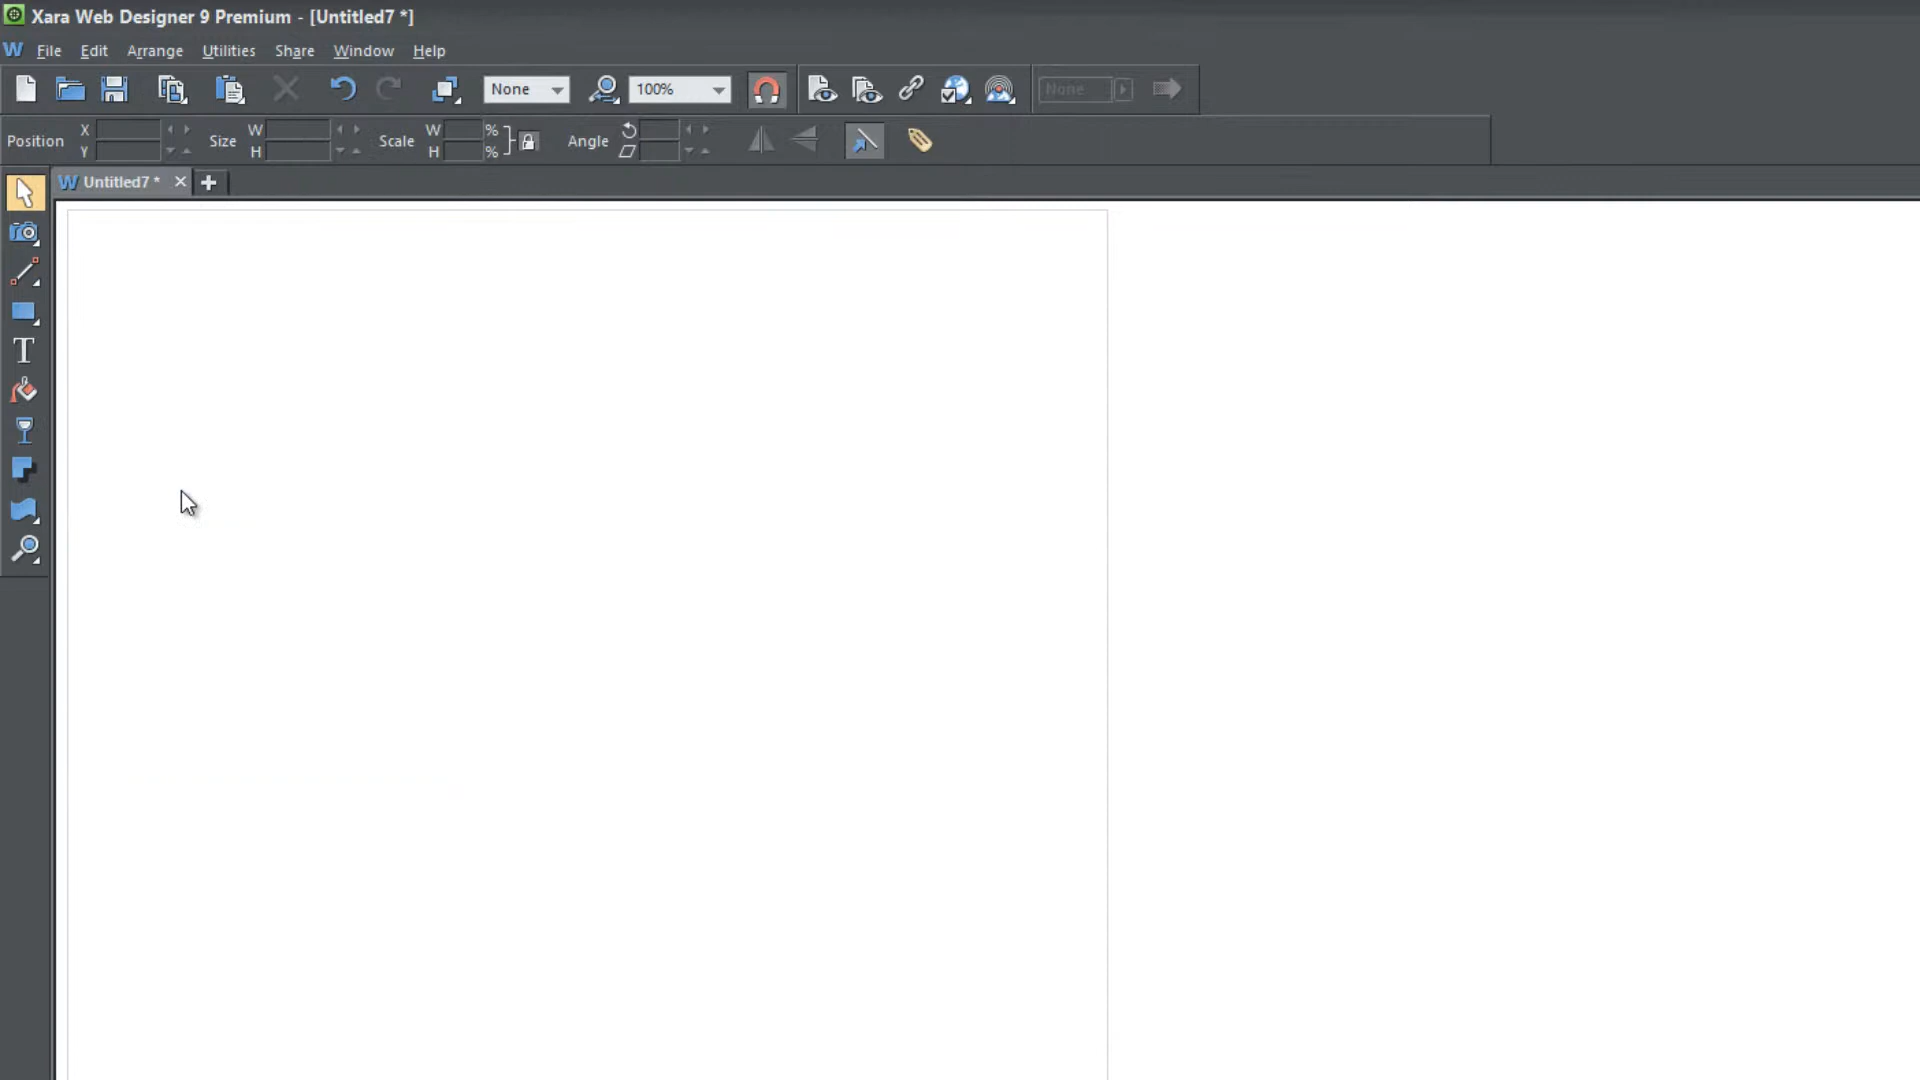 Xara Web Designer 9 Premium - [Untitled7 *]
W File Edit Arrange Utilities Share Window Help
None 100% None
Position X Y Size W H Scale W % H % Angle
W Untitled7 *
T